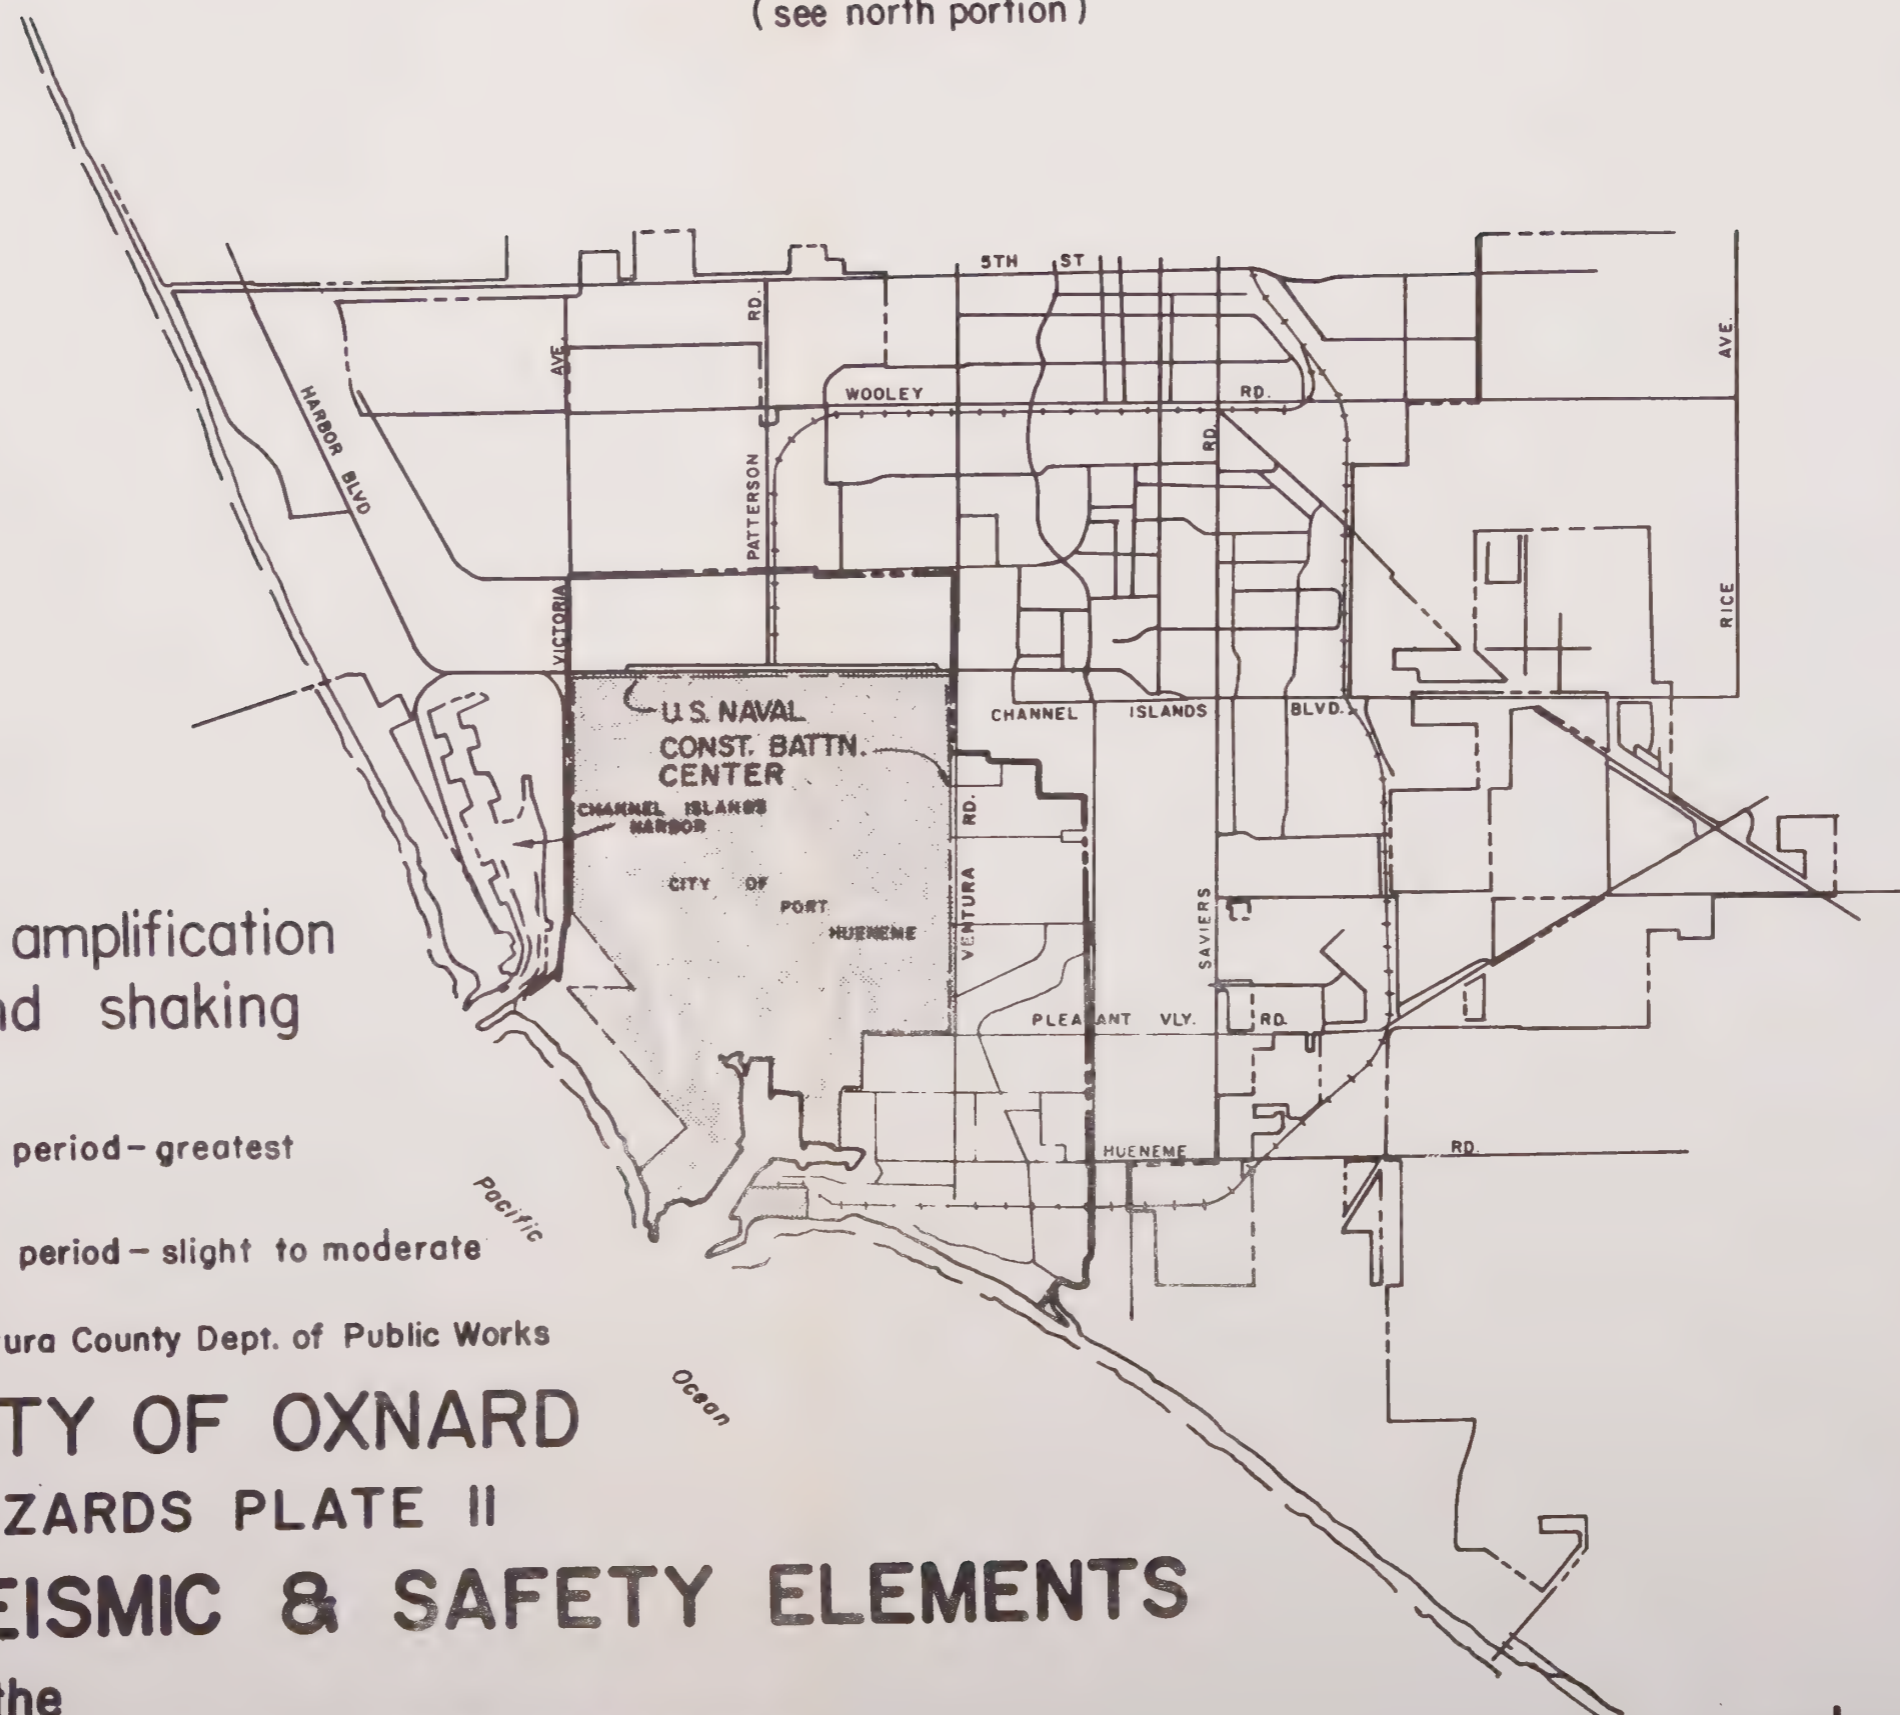 (see north portion)
5TH ST
HARBOR BLVD
AVE.
RD.
WOOLEY RD.
AVE.
RD.
PATTERSON
VICTORIA
RICE
U.S. NAVAL
CONST. BATTN.
CENTER
CHANNEL ISLANDS BLVD.
CHANNEL ISLANDS
HARBOR
RD.
CITY OF
PORT
HUENEME
VENTURA
SAVIERS
amplification
shaking
PLEA ANT VLY. RD.
period - greatest
HUENEME RD.
Pacific
period - slight to moderate
County Dept. of Public Works
Ocean
TY OF OXNARD
ZARDS PLATE II
EISMIC & SAFETY ELEMENTS
the